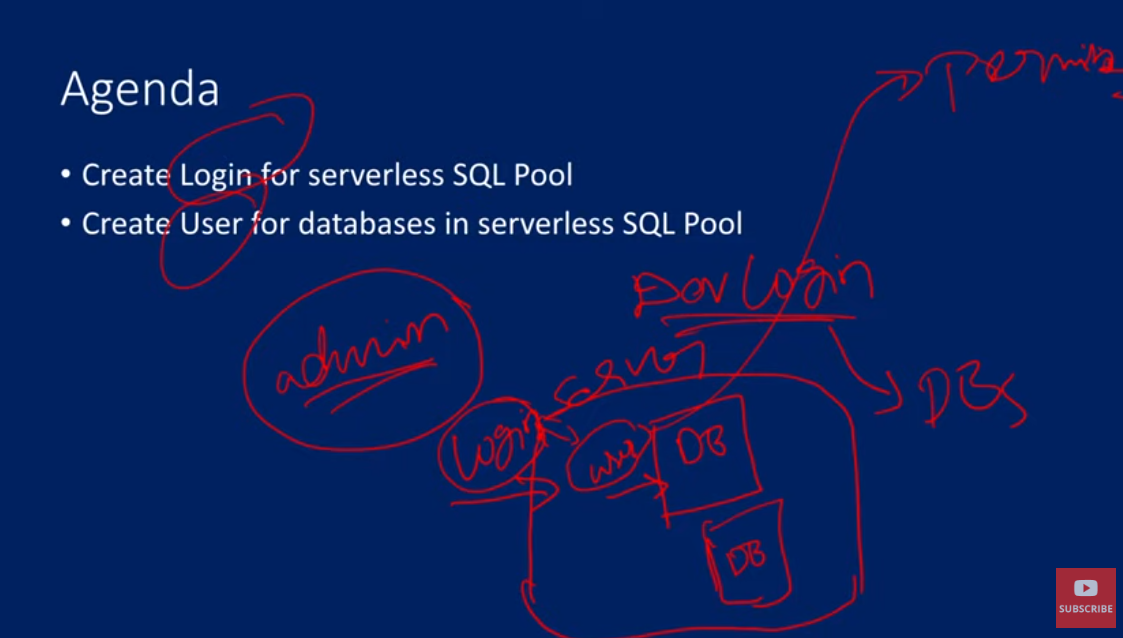 Agenda
• Create Login for serverless SQL Pool
• Create User for databases in serverless SQL Pool
Dev Login
admin
server
DBs
login
user
DB
DB
SUBSCRIBE